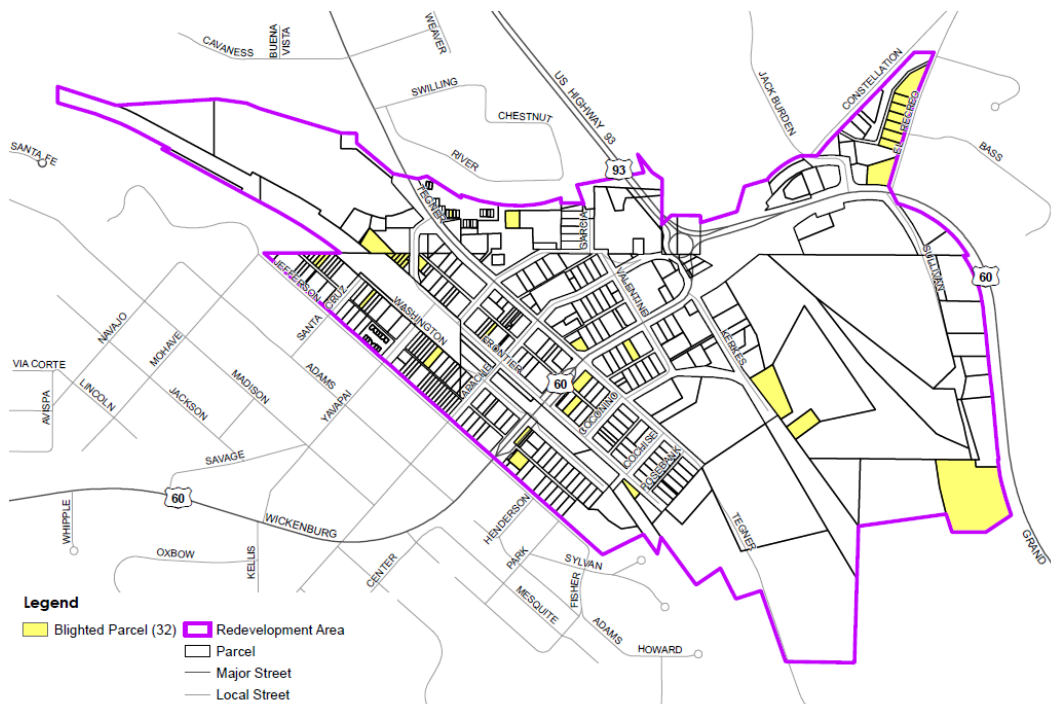 CAVANESS
BUENA
VISTA
WEAVER
SWILLING
CHESTNUT
RIVER
US HIGHWAY 93
93
JACK BURDEN
CONSTELLATION
EL RECREO
BASS
SANTA FE
TEGNER
GARCIA
VALENTINE
SULLIVAN
60
JEFFERSON
SANTA CRUZ
WASHINGTON
FRONTIER
APACHE
60
KERKES
COCONINO
COCHISE
ROSEBANK
NAVAJO
MOHAVE
VIA CORTE
LINCOLN
JACKSON
MADISON
ADAMS
YAVAPAI
AVISPA
SAVAGE
60
WICKENBURG
WHIPPLE
OXBOW
KELLIS
CENTER
HENDERSON
PARK
SYLVAN
FISHER
MESQUITE
ADAMS
HOWARD
TEGNER
GRAND
Legend
Blighted Parcel (32)
Redevelopment Area
Parcel
Major Street
Local Street